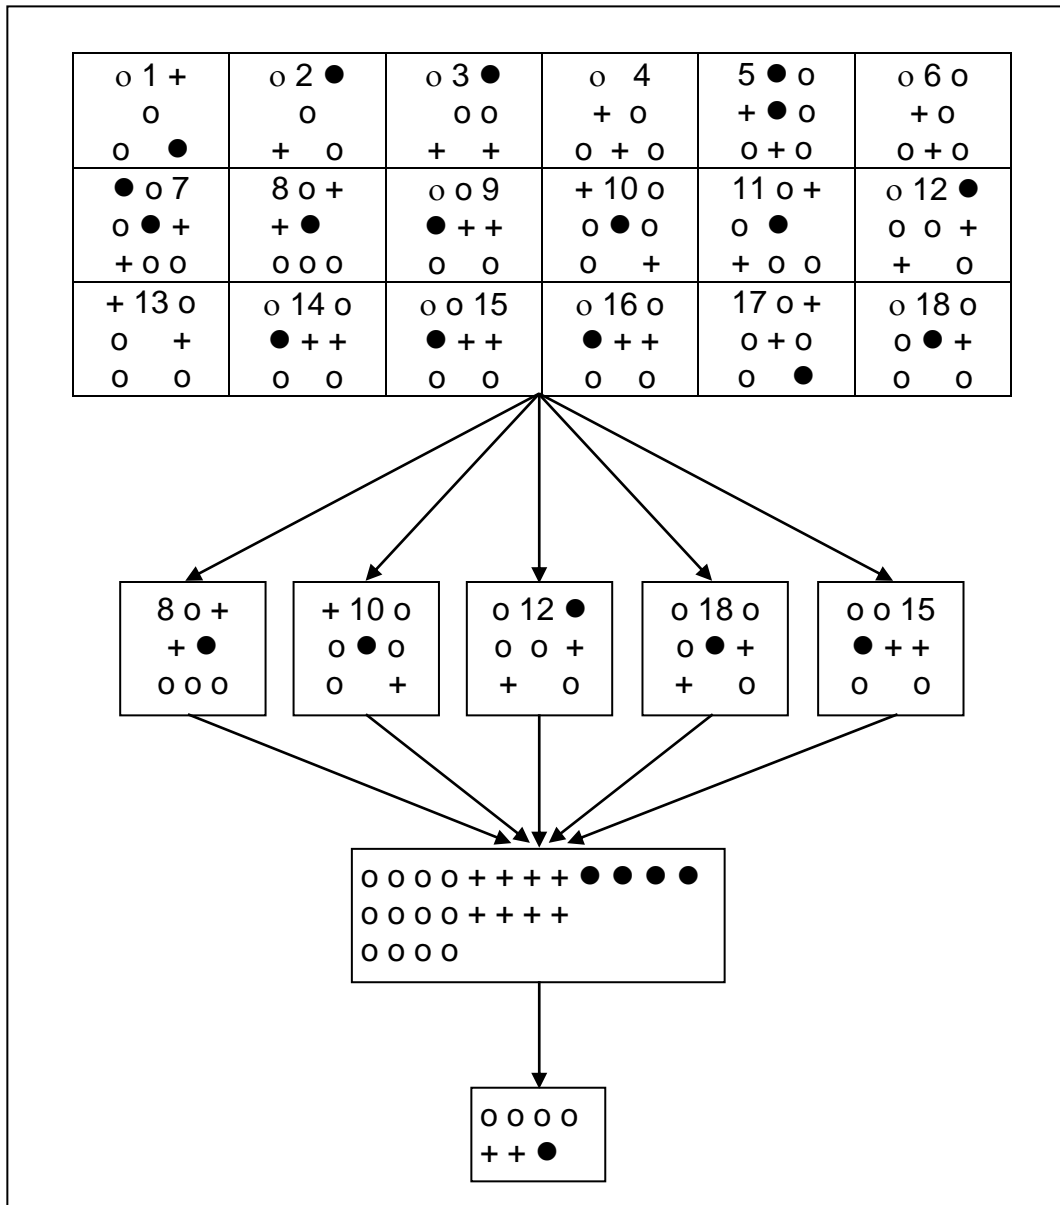 ο 1 +
o
o ●
ο 2 ●
o
+ o
ο 3 ●
o o
+ +
ο 4
+ o
o + o
5 ● o
+ ● o
o + o
ο 6 o
+ o
o + o
● o 7
o ● +
+ o o
8 o +
+ ●
o o o
ο o 9
● + +
o o
+ 10 o
o ● o
o +
11 o +
o ●
+ o o
ο 12 ●
o o +
+ o
+ 13 o
o +
o o
ο 14 o
● + +
o o
ο o 15
● + +
o o
ο 16 o
● + +
o o
17 o +
o + o
o ●
ο 18 o
o ● +
o o
8 o +
+ ●
o o o
+ 10 o
o ● o
o +
o 12 ●
o o +
+ o
o 18 o
o ● +
+ o
o o 15
● + +
o o
o o o o + + + + ● ● ● ●
o o o o + + + +
o o o o
o o o o
+ + ●